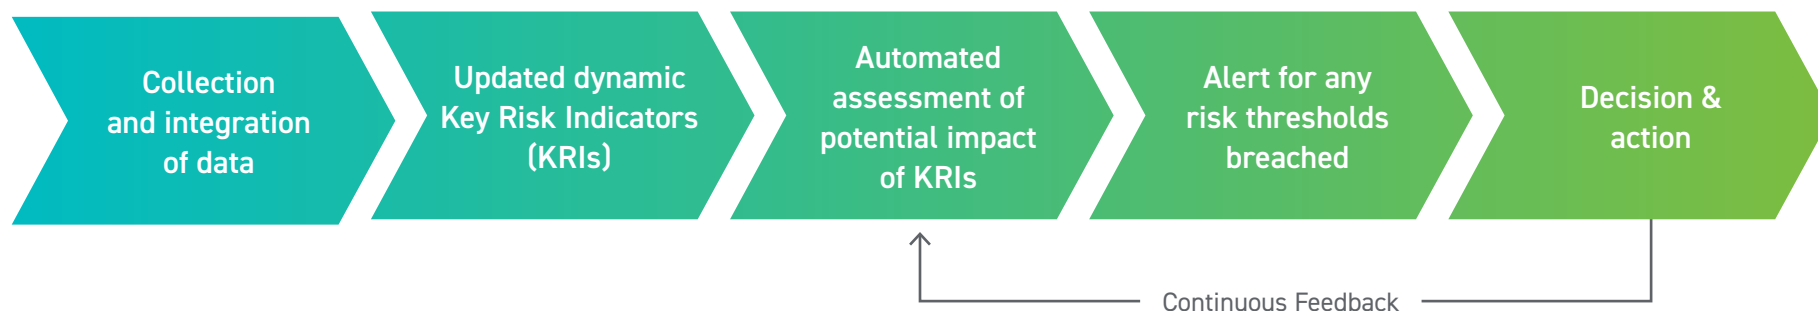 Collection
and integration
of data
Updated dynamic
Key Risk Indicators
(KRIs)
Automated
assessment of
potential impact
of KRIs
Alert for any
risk thresholds
breached
Decision &
action
Continuous Feedback